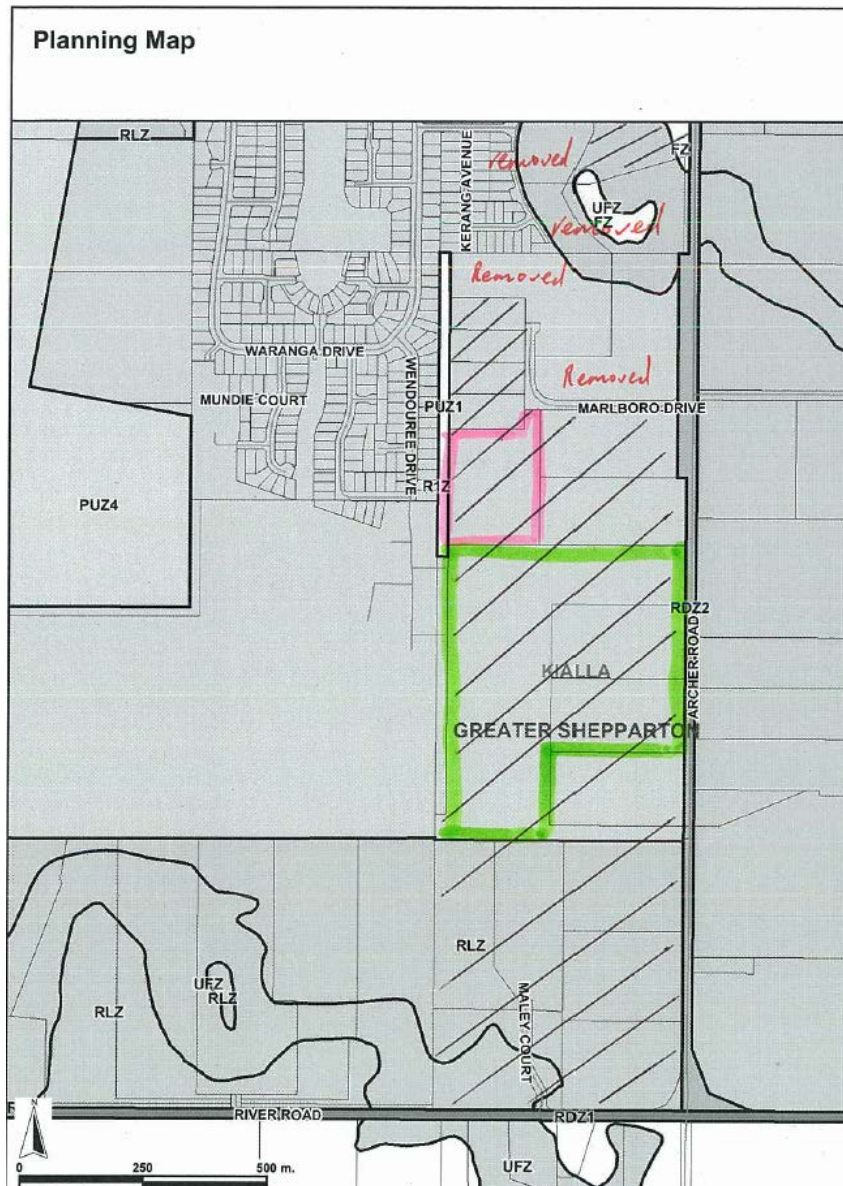 Planning Map
RLZ
KERANG AVENUE
removed
FZ
UFZ
FZ
removed
Removed
WARANGA DRIVE
WENDOUREE DRIVE
Removed
MUNDIE COURT
PUZ1
MARLBORO DRIVE
R1Z
PUZ4
RDZ2
ARCHER ROAD
KIALLA
GREATER SHEPPARTON
RLZ
UFZ
RLZ
RLZ
MALEY COURT
R
N
RIVER ROAD
RDZ1
UFZ
0 250 500 m.